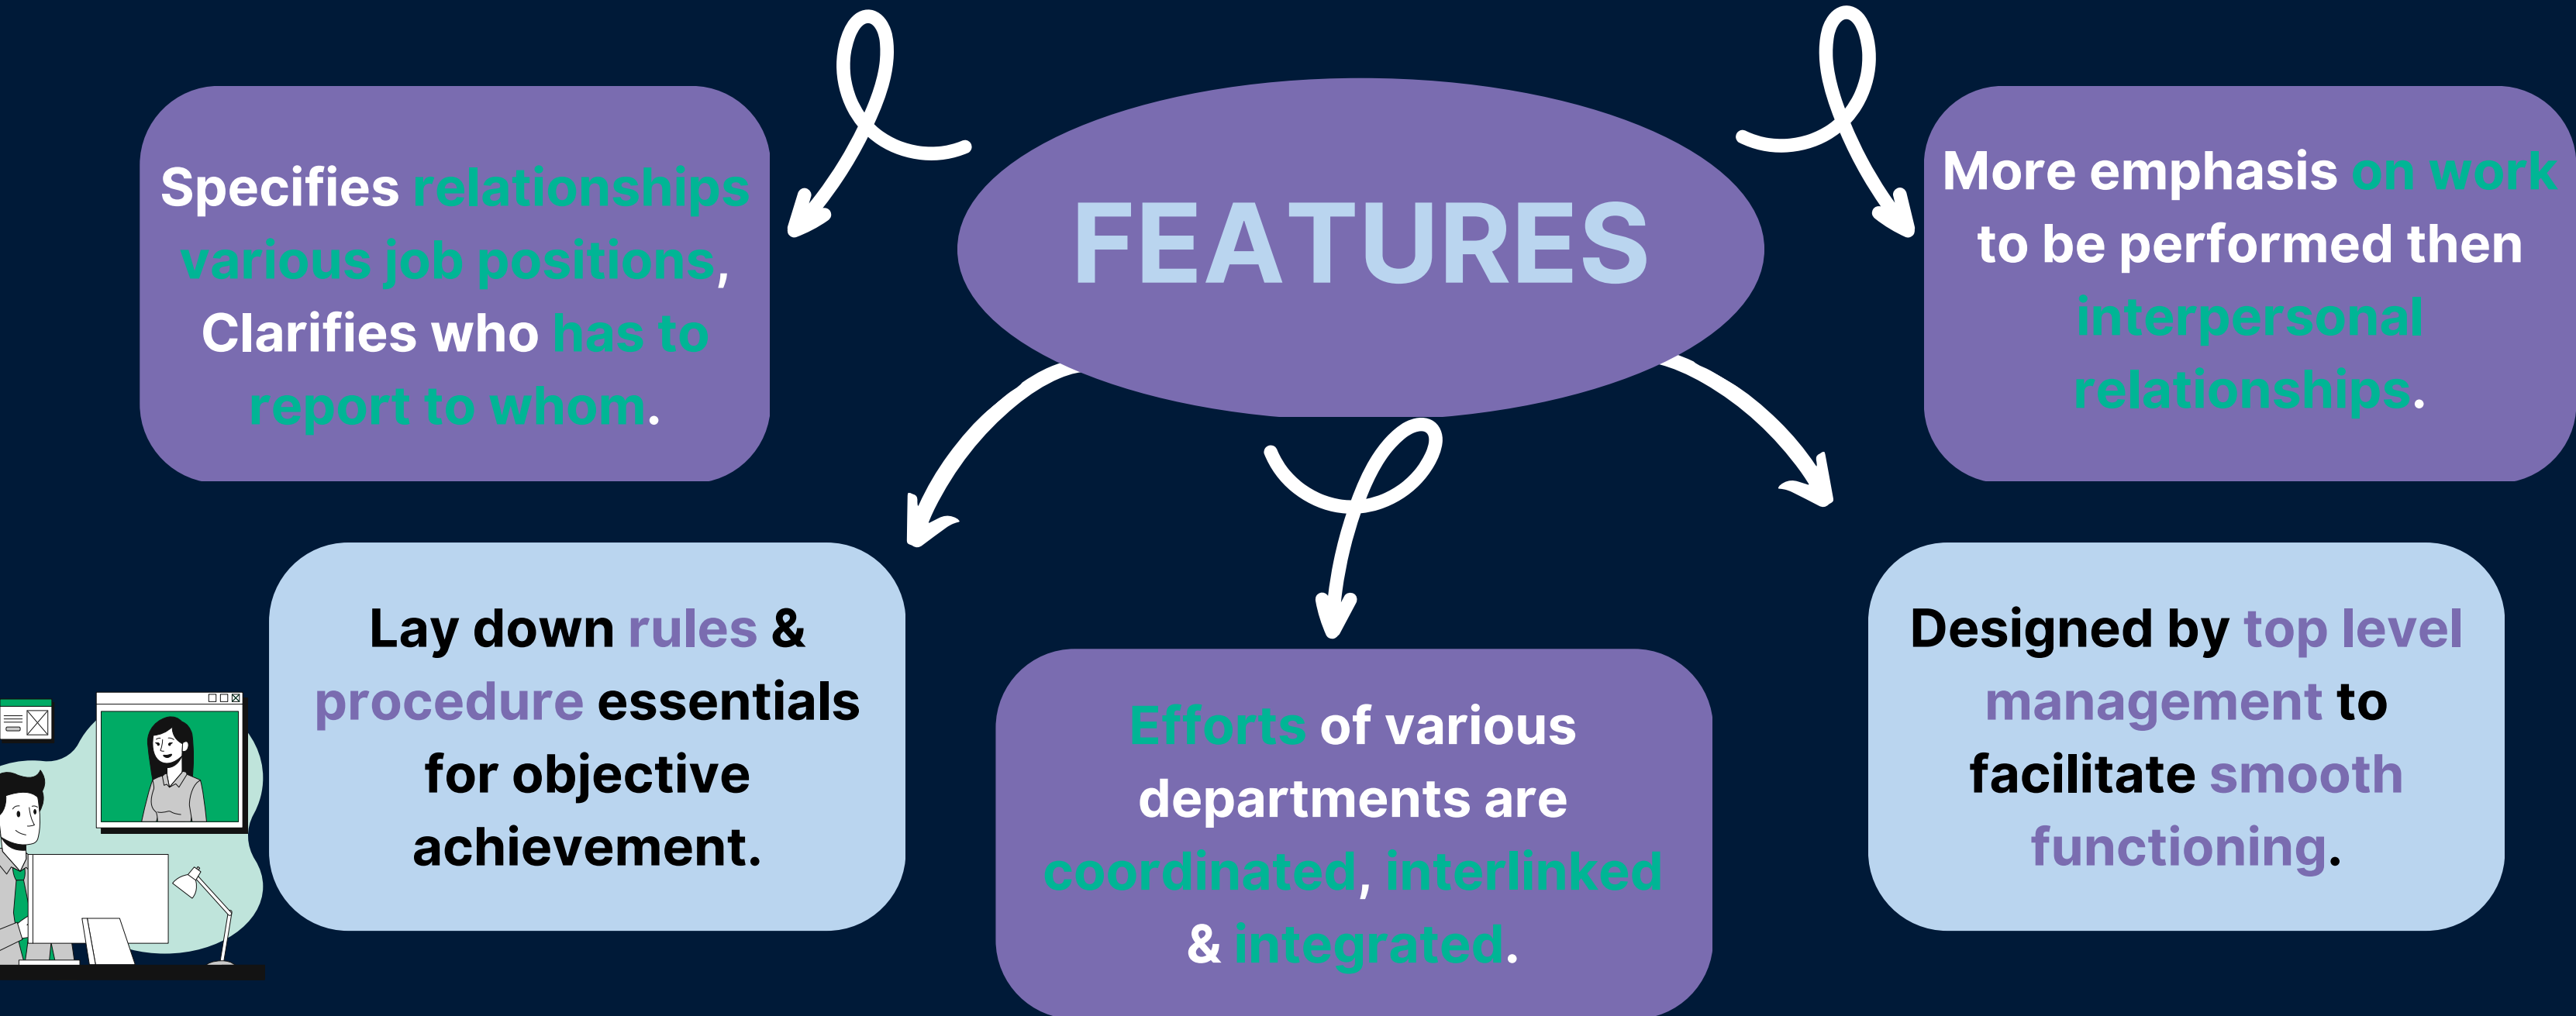 FEATURES
Specifies relationships
various job positions,
Clarifies who has to
report to whom.
More emphasis on work
to be performed then
interpersonal
relationships.
Lay down rules &
procedure essentials
for objective
achievement.
Efforts of various
departments are
coordinated, interlinked
& integrated.
Designed by top level
management to
facilitate smooth
functioning.